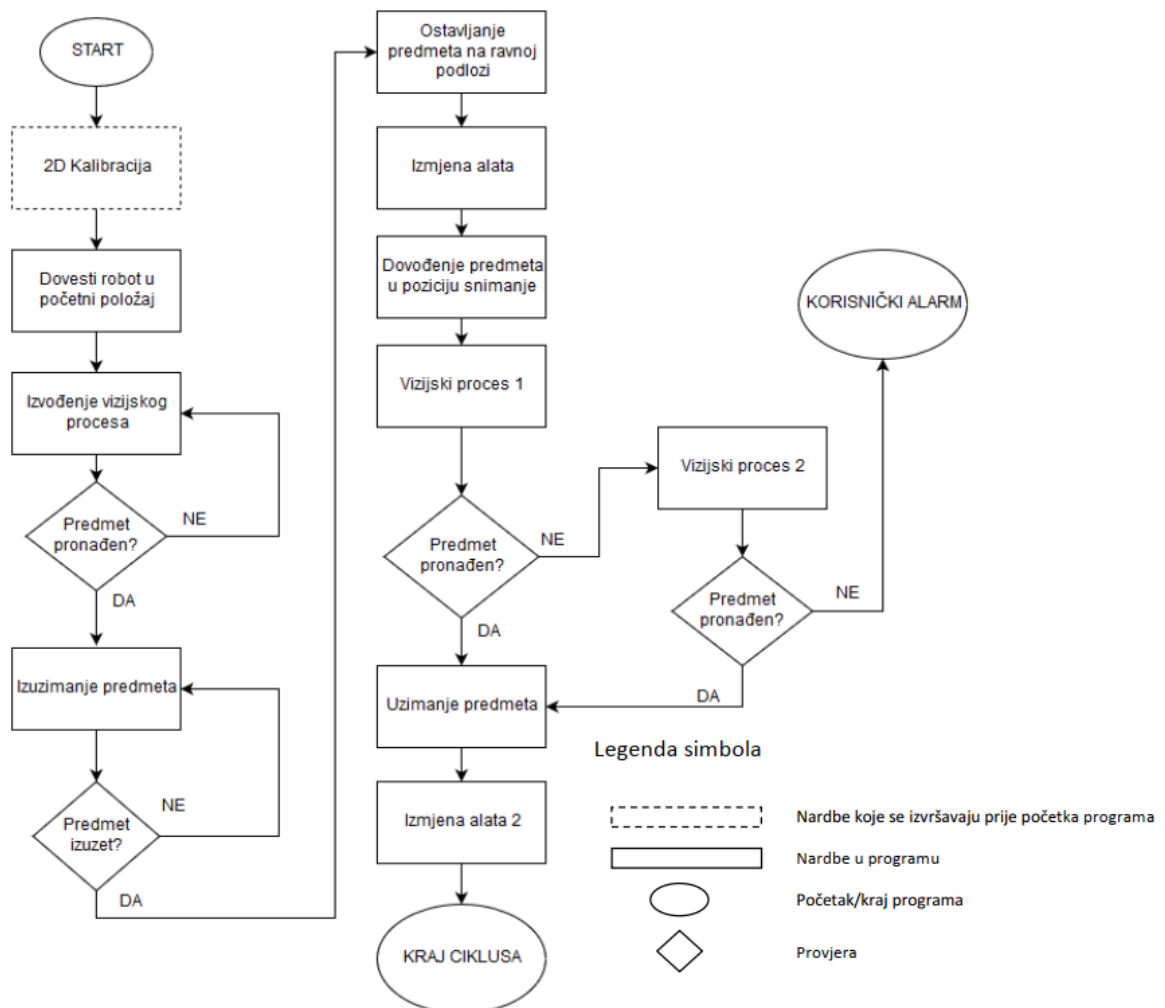 START
2D Kalibracija
Dovesti robot u
početni položaj
Izvođenje vizijskog
procesa
Predmet
pronađen?
NE
DA
Izuzimanje predmeta
Predmet
izuzet?
NE
DA
Ostavljanje
predmeta na ravnoj
podlozi
Izmjena alata
Dovođenje predmeta
u poziciju snimanje
Vizijski proces 1
Predmet
pronađen?
NE
DA
Vizijski proces 2
Predmet
pronađen?
NE
DA
KORISNIČKI ALARM
Uzimanje predmeta
Izmjena alata 2
KRAJ CIKLUSA
Legenda simbola
Nardbe koje se izvršavaju prije početka programa
Nardbe u programu
Početak/kraj programa
Provjera